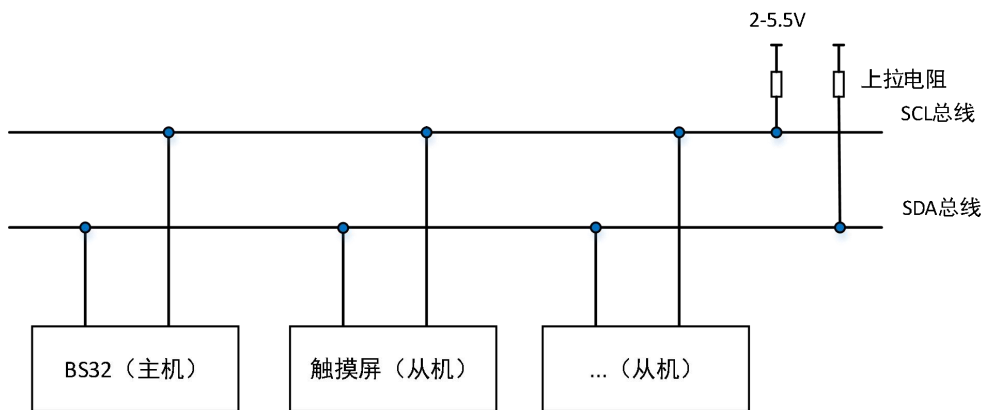 2-5.5V
上拉电阻
SCL总线
SDA总线
BS32（主机）
触摸屏（从机）
...（从机）